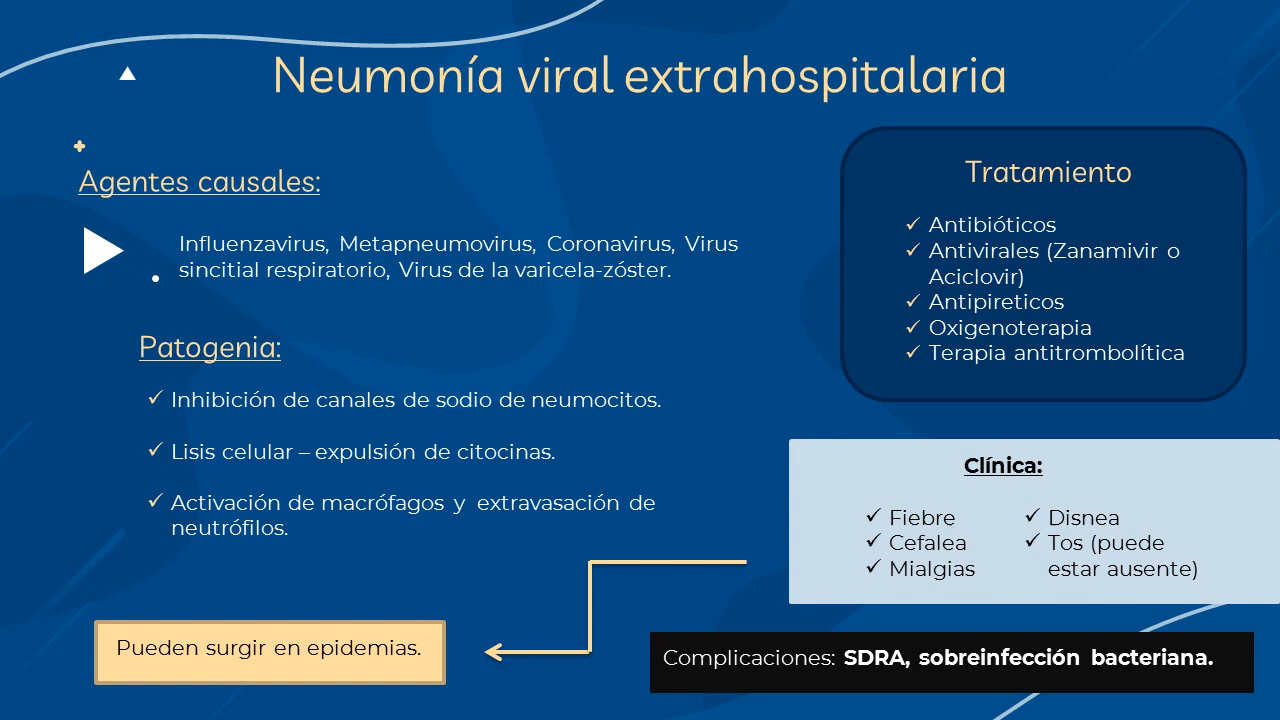 Neumonía viral extrahospitalaria
Agentes causales:
Influenzavirus, Metapneumovirus, Coronavirus, Virus
sincitial respiratorio, Virus de la varicela-zóster.
Patogenia:
✓ Inhibición de canales de sodio de neumocitos.
✓ Lisis celular – expulsión de citocinas.
✓ Activación de macrófagos y extravasación de
neutrófilos.
Pueden surgir en epidemias.
Tratamiento
✓ Antibióticos
✓ Antivirales (Zanamivir o
Aciclovir)
✓ Antipireticos
✓ Oxigenoterapia
✓ Terapia antitrombolítica
Clínica:
✓ Fiebre
✓ Cefalea
✓ Mialgias
✓ Disnea
✓ Tos (puede
estar ausente)
Complicaciones: SDRA, sobreinfección bacteriana.